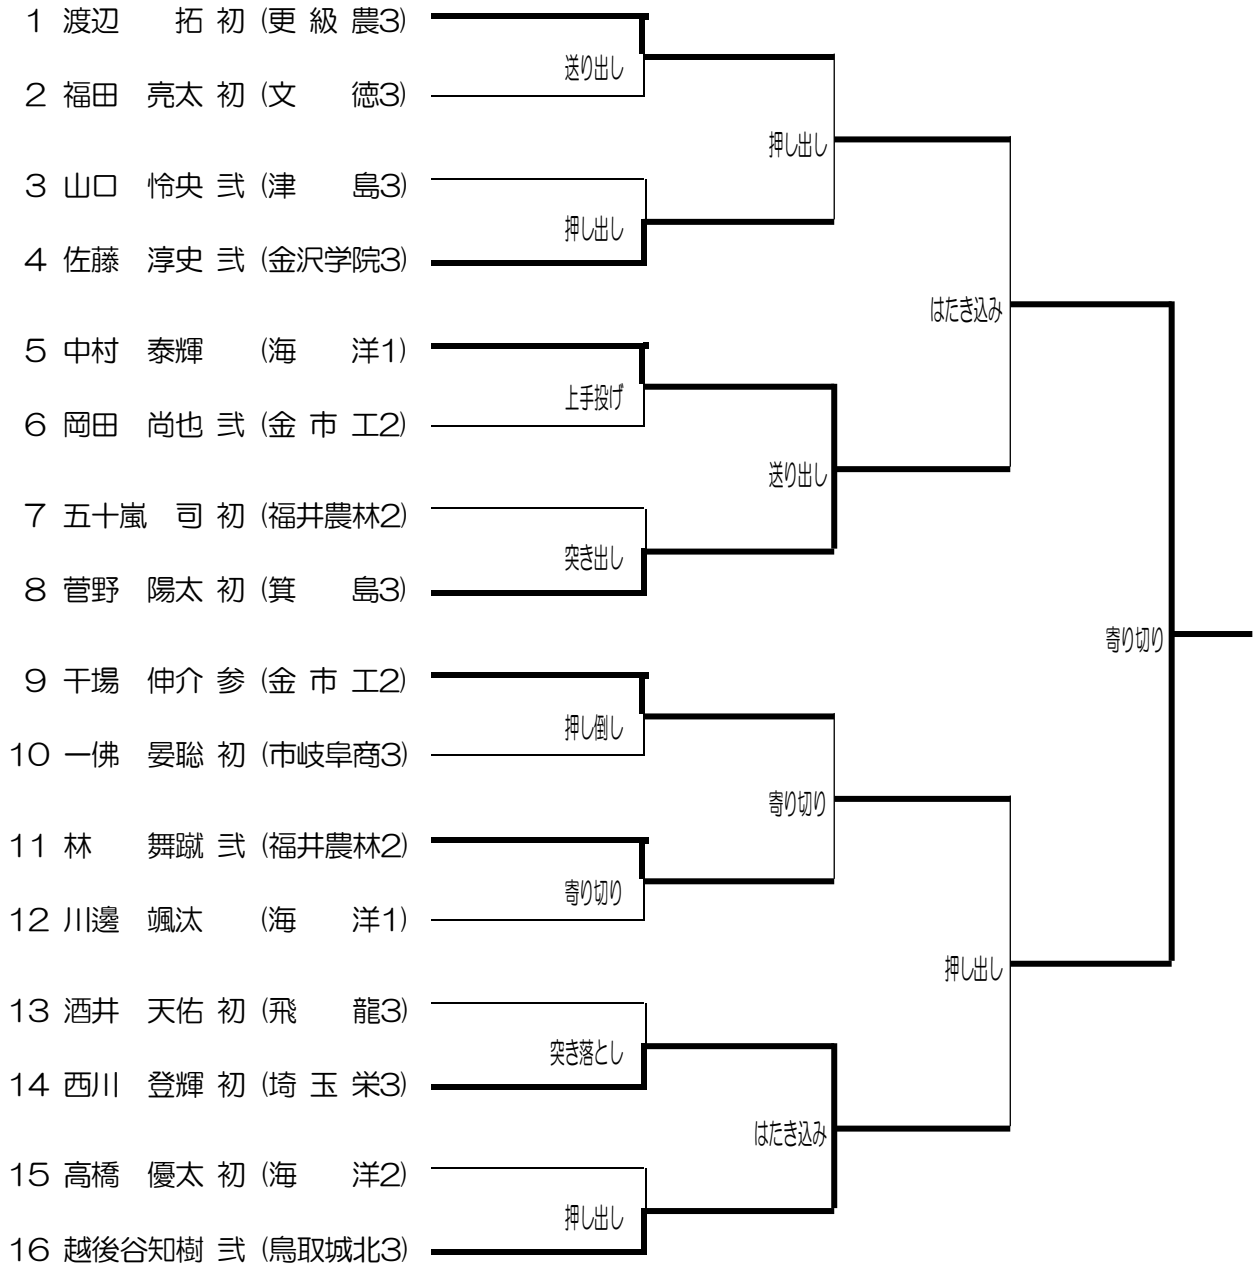 1 渡辺　　拓 初 (更 級 農3)
送り出し
2 福田　亮太 初 (文　　徳3)
押し出し
3 山口　怜央 弐 (津　　島3)
押し出し
4 佐藤　淳史 弐 (金沢学院3)
はたき込み
5 中村　泰輝 (海　　洋1)
上手投げ
6 岡田　尚也 弐 (金 市 工2)
送り出し
7 五十嵐　司 初 (福井農林2)
突き出し
8 菅野　陽太 初 (箕　　島3)
寄り切り
9 干場　伸介 参 (金 市 工2)
押し倒し
10 一佛　晏聡 初 (市岐阜商3)
寄り切り
11 林　　舞蹴 弐 (福井農林2)
寄り切り
12 川邊　颯汰 (海　　洋1)
押し出し
13 酒井　天佑 初 (飛　　龍3)
突き落とし
14 西川　登輝 初 (埼 玉 栄3)
はたき込み
15 高橋　優太 初 (海　　洋2)
押し出し
16 越後谷知樹 弐 (鳥取城北3)